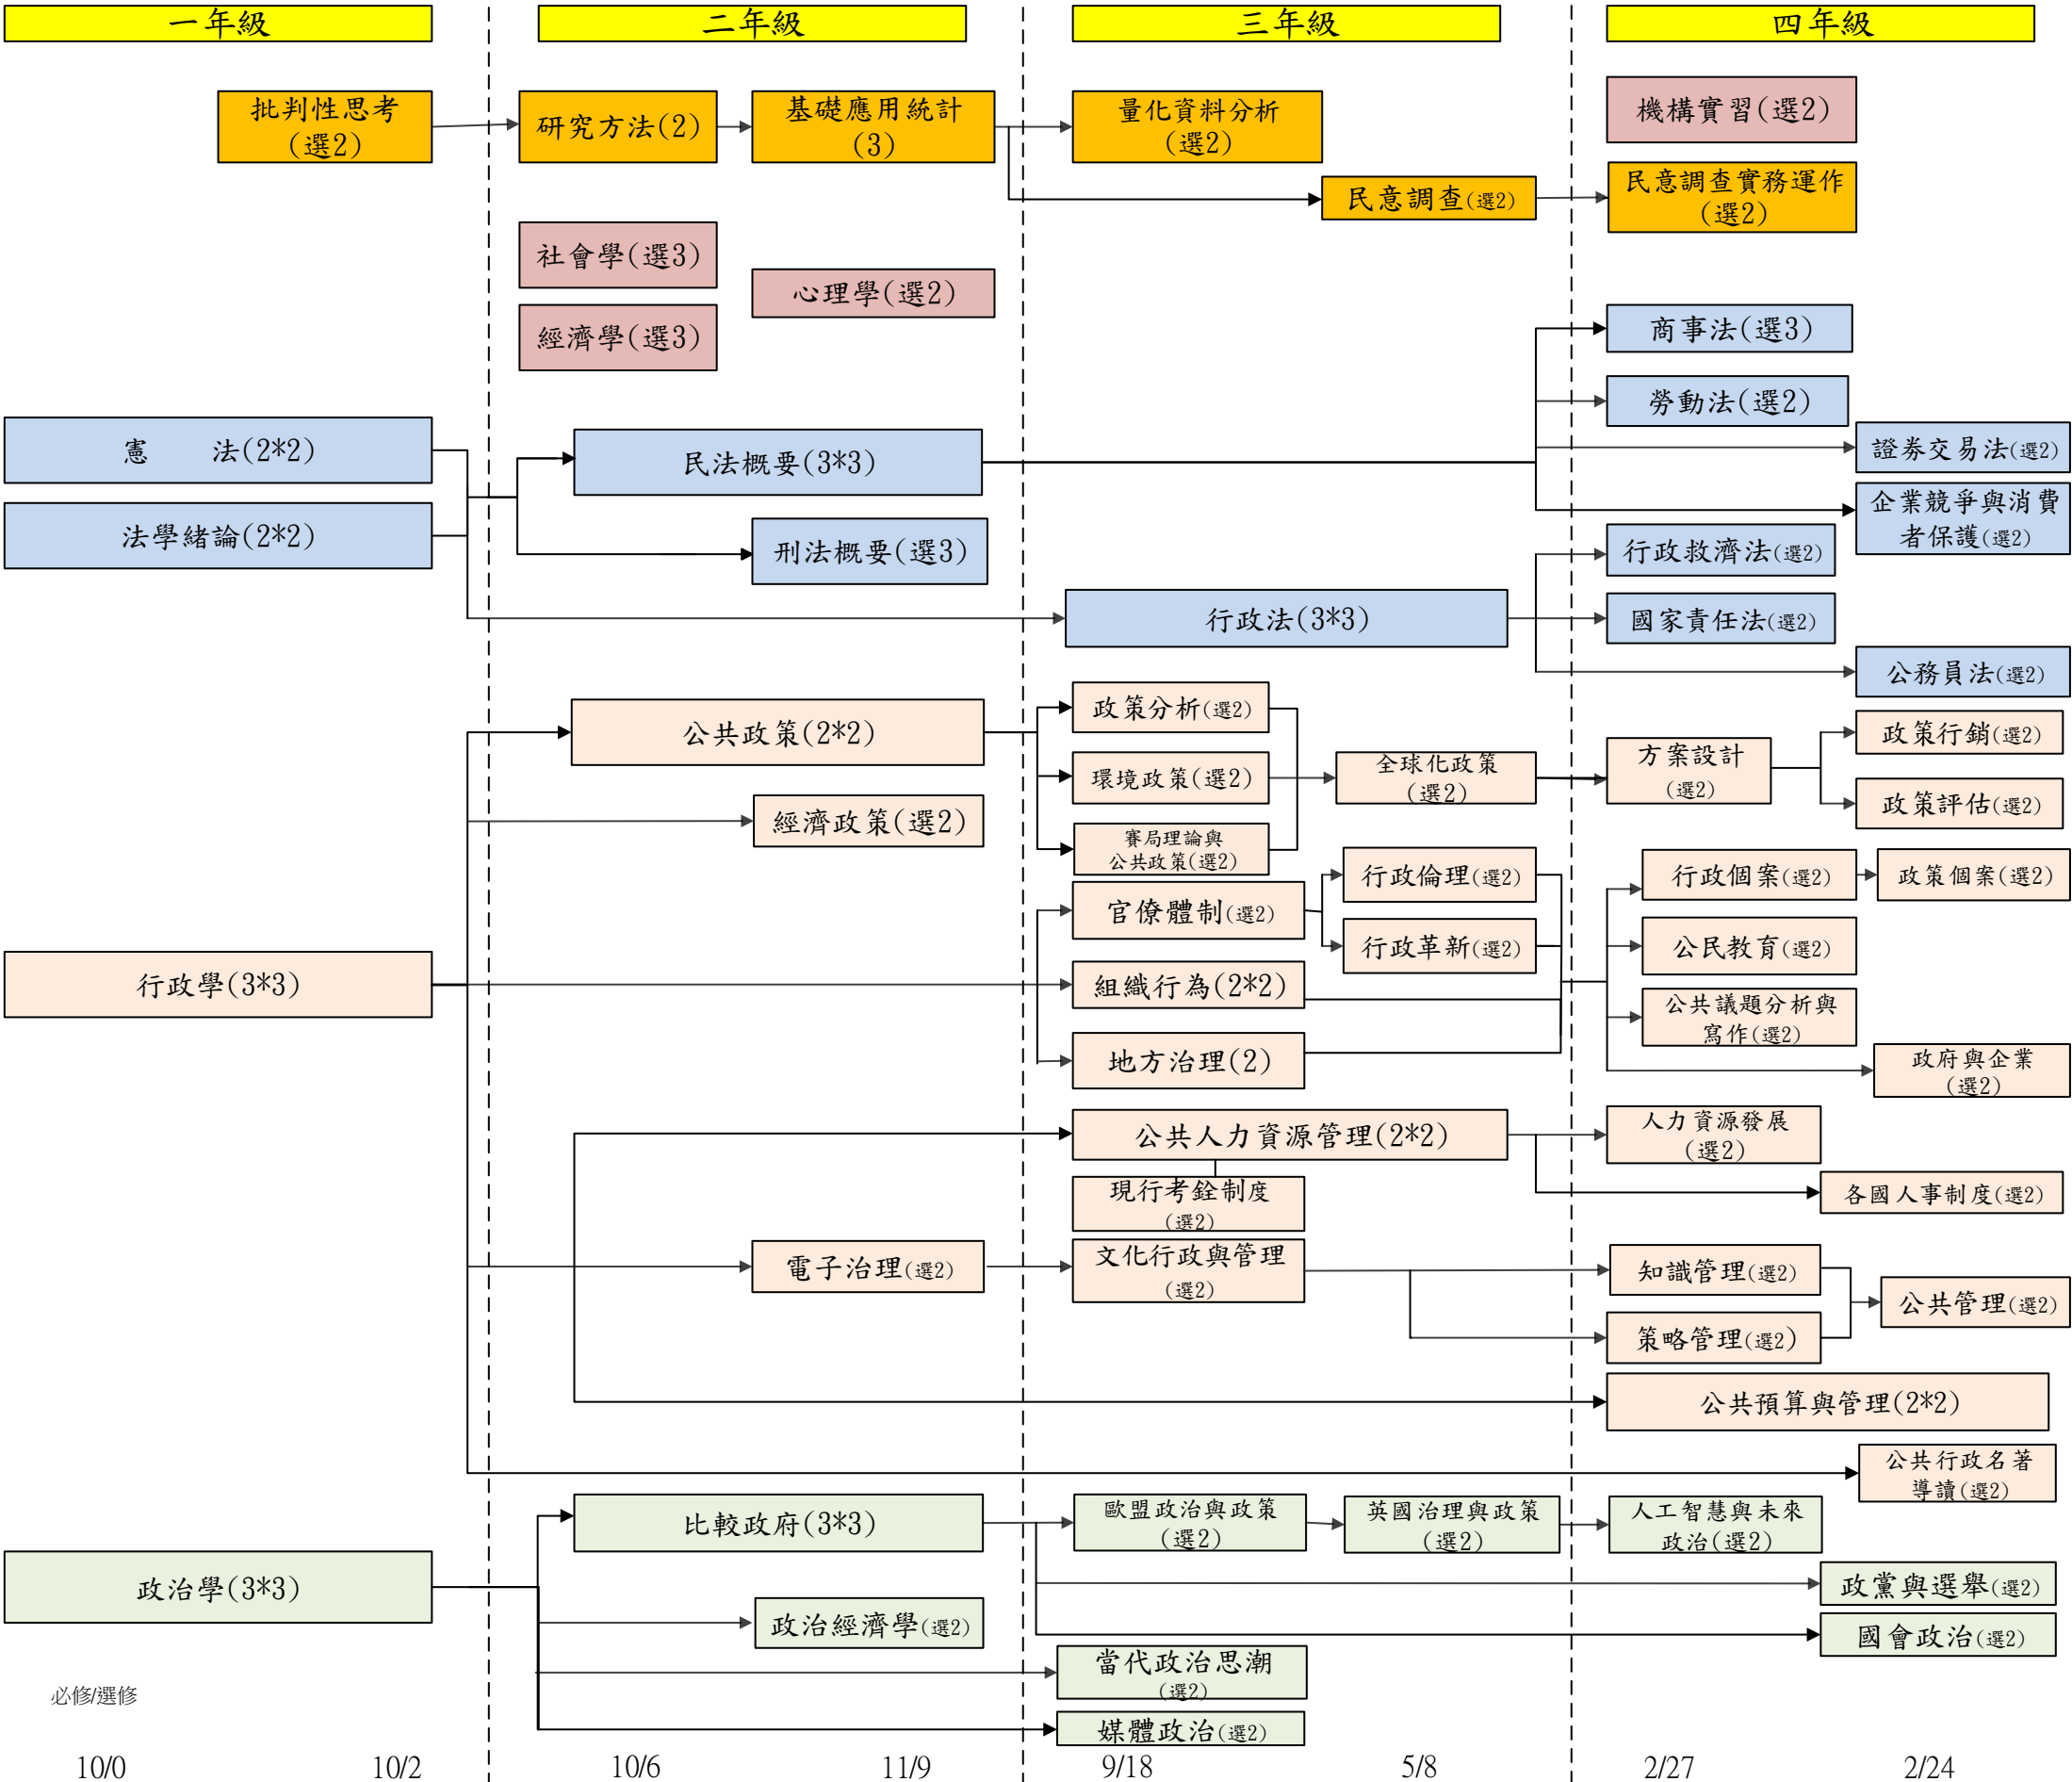 一年級
二年級
三年級
四年級
批判性思考
(選2)
研究方法(2)
基礎應用統計
(3)
量化資料分析
(選2)
機構實習(選2)
民意調查(選2)
民意調查實務運作
(選2)
社會學(選3)
心理學(選2)
經濟學(選3)
商事法(選3)
勞動法(選2)
憲　　法(2*2)
民法概要(3*3)
證券交易法(選2)
法學緒論(2*2)
刑法概要(選3)
企業競爭與消費
者保護(選2)
行政救濟法(選2)
行政法(3*3)
國家責任法(選2)
公務員法(選2)
公共政策(2*2)
政策分析(選2)
環境政策(選2)
全球化政策
(選2)
方案設計
(選2)
政策行銷(選2)
政策評估(選2)
經濟政策(選2)
賽局理論與
公共政策(選2)
官僚體制(選2)
行政倫理(選2)
行政革新(選2)
行政個案(選2)
政策個案(選2)
公民教育(選2)
行政學(3*3)
組織行為(2*2)
公共議題分析與
寫作(選2)
地方治理(2)
政府與企業
(選2)
公共人力資源管理(2*2)
人力資源發展
(選2)
現行考銓制度
(選2)
各國人事制度(選2)
電子治理(選2)
文化行政與管理
(選2)
知識管理(選2)
公共管理(選2)
策略管理(選2)
公共預算與管理(2*2)
公共行政名著
導讀(選2)
比較政府(3*3)
歐盟政治與政策
(選2)
英國治理與政策
(選2)
人工智慧與未來
政治(選2)
政治學(3*3)
政黨與選舉(選2)
政治經濟學(選2)
國會政治(選2)
當代政治思潮
(選2)
媒體政治(選2)
必修/選修
10/0
10/2
10/6
11/9
9/18
5/8
2/27
2/24